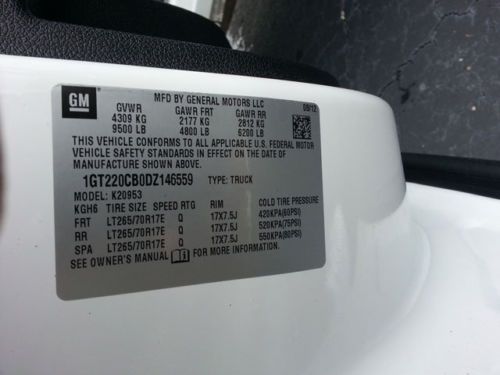 GM
MFD BY GENERAL MOTORS LLC
09/12
GVWR GAWR FRT GAWR RR
4309 KG 2177 KG 2812 KG
9500 LB 4800 LB 6200 LB
THIS VEHICLE CONFORMS TO ALL APPLICABLE U.S. FEDERAL MOTOR
VEHICLE SAFETY STANDARDS IN EFFECT ON THE DATE OF
MANUFACTURE SHOWN ABOVE.
1GT220CB0DZ146559 TYPE: TRUCK
MODEL: K20953
KGH6 TIRE SIZE SPEED RTG RIM COLD TIRE PRESSURE
FRT LT265/70R17E Q 17X7.5J 420KPA(60PSI)
RR LT265/70R17E Q 17X7.5J 520KPA(75PSI)
SPA LT265/70R17E Q 17X7.5J 550KPA(80PSI)
SEE OWNER'S MANUAL FOR MORE INFORMATION.